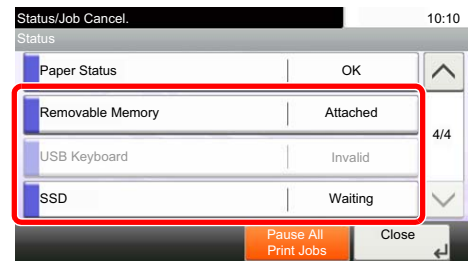 Status/Job Cancel. 10:10
Status
Paper Status OK
Removable Memory Attached
4/4
USB Keyboard Invalid
SSD Waiting
Pause All
Print Jobs
Close